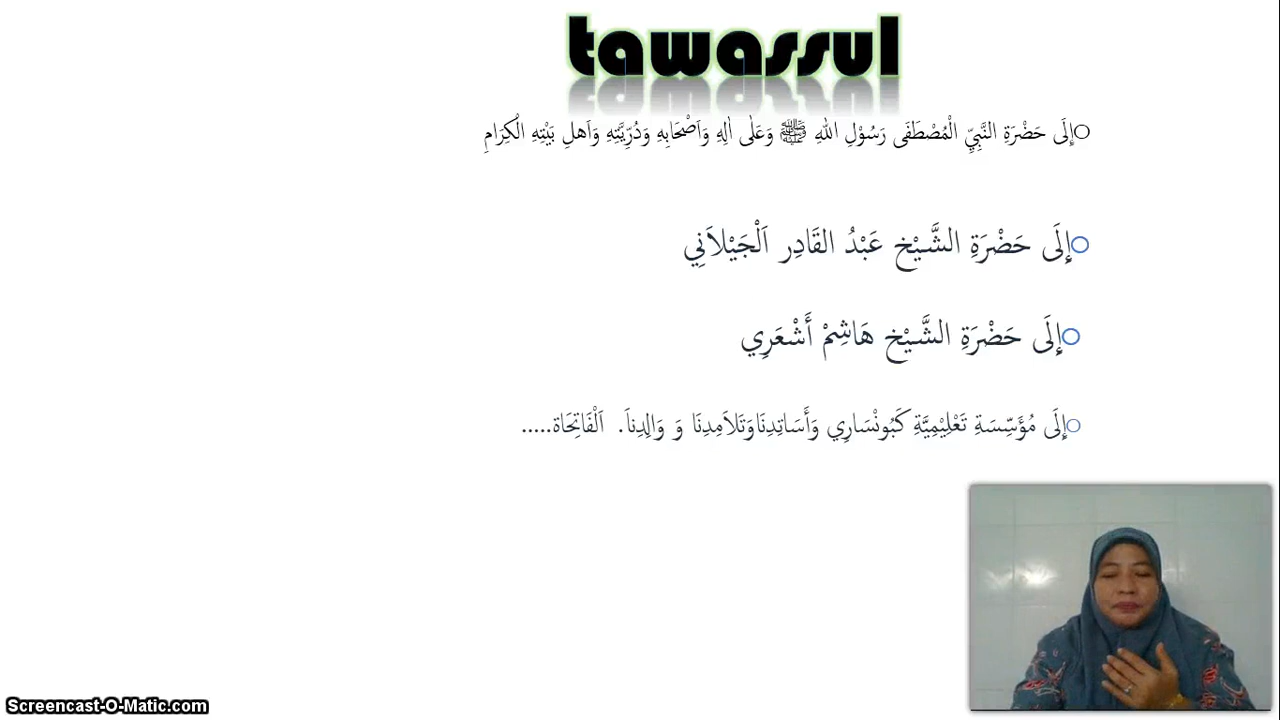 tawassul
إِلَى حَضْرَةِ النَّبِيِّ الْمُصْطَفَى رَسُوْلِ اللهِ ﷺ وَعَلٰى اٰلِهِ وَاَصْحَابِهِ وَذُرِّيَّتِهِ وَاَهلِ بَيْتِهِ الْكِرَامِ
إِلَى حَضْرَةِ الشَّيْخ عَبْدُ القَادِر اَلْجَيْلاَنِي
إِلَى حَضْرَةِ الشَّيْخ هَاشِمْ أَشْعَرِي
إِلَى مُؤَسِّسَةِ تَعْلِيْمِيَّةِ كَبُونْسَارِي وَأَسَاتِدِنَاوَتَلاَمِدِنَا وَ وَالِدِناَ. اَلْفَاتِحَاة.....
Screencast-O-Matic.com